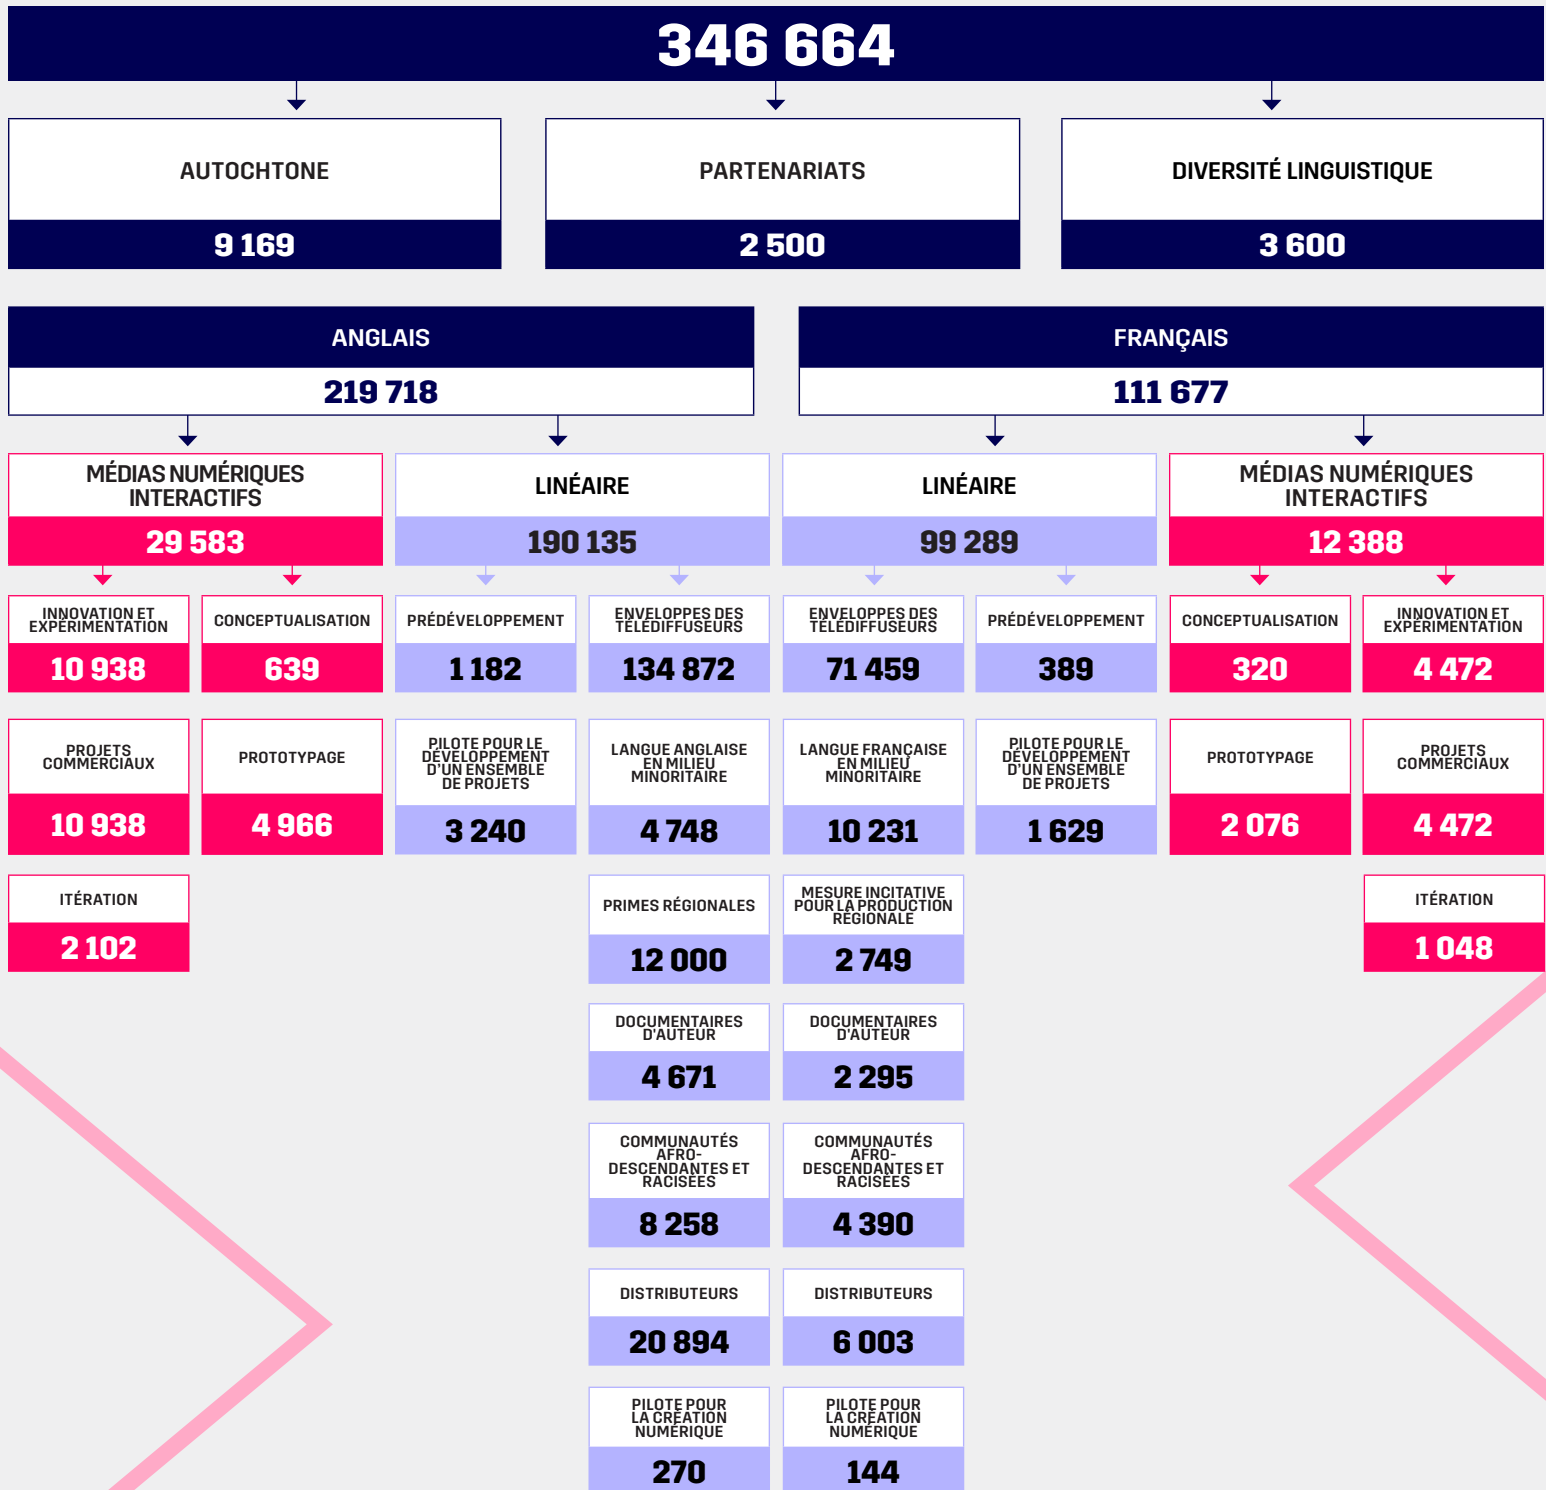 346 664
AUTOCHTONE
9 169
PARTENARIATS
2 500
DIVERSITÉ LINGUISTIQUE
3 600
ANGLAIS
219 718
FRANÇAIS
111 677
MÉDIAS NUMÉRIQUES
INTERACTIFS
29 583
LINÉAIRE
190 135
LINÉAIRE
99 289
MÉDIAS NUMÉRIQUES
INTERACTIFS
12 388
INNOVATION ET
EXPÉRIMENTATION
10 938
CONCEPTUALISATION
639
PRÉDÉVELOPPEMENT
1 182
ENVELOPPES DES
TÉLÉDIFFUSEURS
134 872
ENVELOPPES DES
TÉLÉDIFFUSEURS
71 459
PRÉDÉVELOPPEMENT
389
CONCEPTUALISATION
320
INNOVATION ET
EXPÉRIMENTATION
4 472
PROJETS
COMMERCIAUX
10 938
PROTOTYPAGE
4 966
PILOTE POUR LE
DÉVELOPPEMENT
D'UN ENSEMBLE
DE PROJETS
3 240
LANGUE ANGLAISE
EN MILIEU
MINORITAIRE
4 748
LANGUE FRANÇAISE
EN MILIEU
MINORITAIRE
10 231
PILOTE POUR LE
DÉVELOPPEMENT
D'UN ENSEMBLE
DE PROJETS
1 629
PROTOTYPAGE
2 076
PROJETS
COMMERCIAUX
4 472
ITÉRATION
2 102
PRIMES RÉGIONALES
12 000
MESURE INCITATIVE
POUR LA PRODUCTION
RÉGIONALE
2 749
ITÉRATION
1 048
DOCUMENTAIRES
D'AUTEUR
4 671
DOCUMENTAIRES
D'AUTEUR
2 295
COMMUNAUTÉS
AFRO-
DESCENDANTES ET
RACISÉES
8 258
COMMUNAUTÉS
AFRO-
DESCENDANTES ET
RACISÉES
4 390
DISTRIBUTEURS
20 894
DISTRIBUTEURS
6 003
PILOTE POUR
LA CRÉATION
NUMÉRIQUE
270
PILOTE POUR
LA CRÉATION
NUMÉRIQUE
144